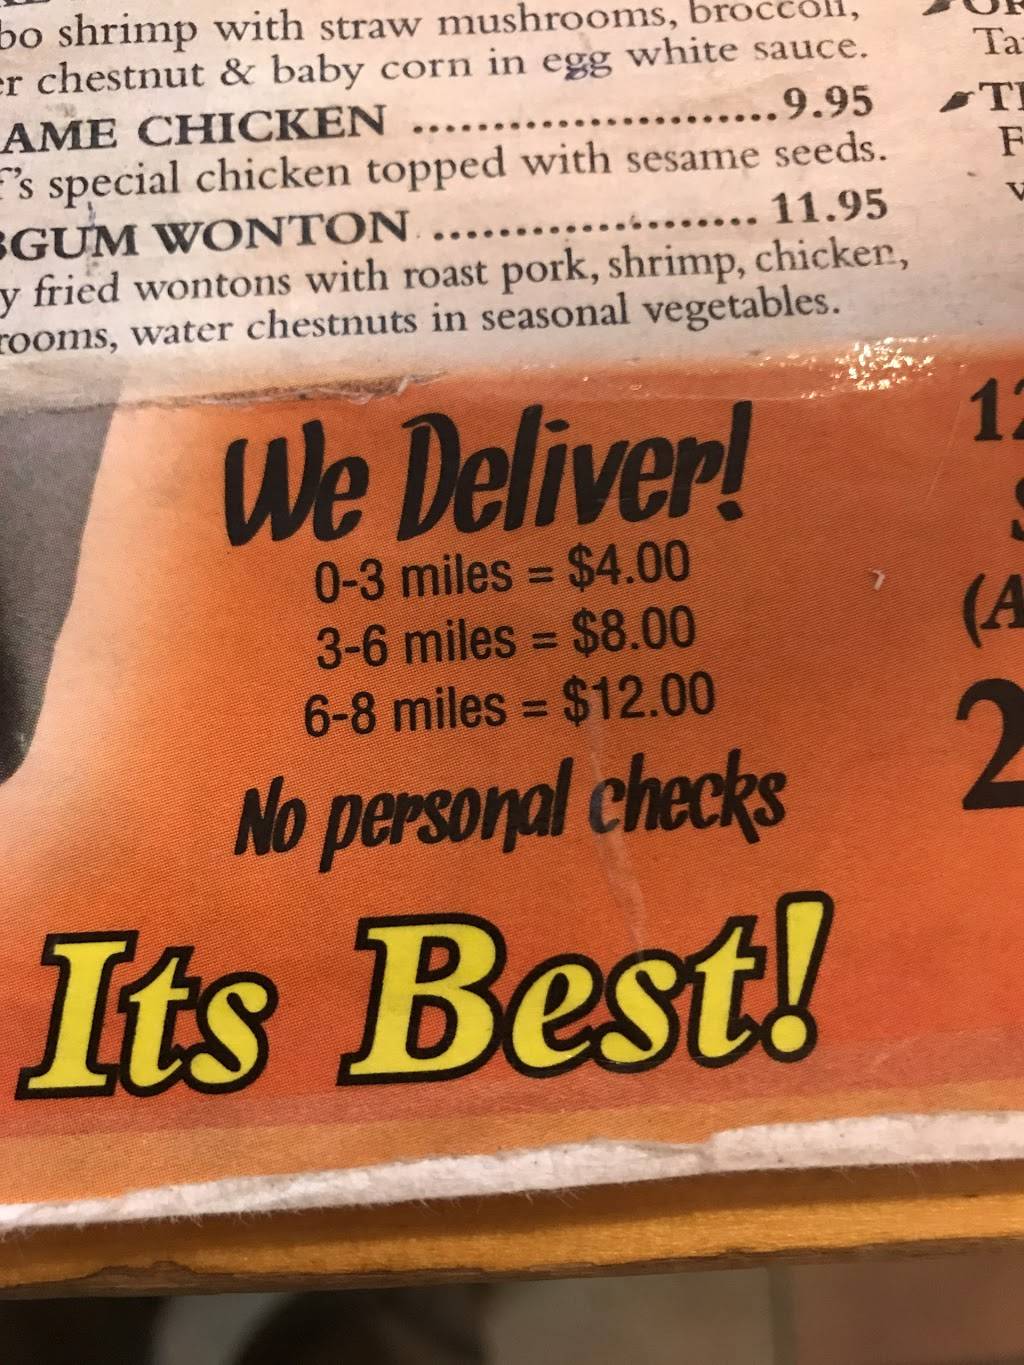 shrimp with straw mushrooms, broccoli,
chestnut & baby corn in egg white sauce.
AME CHICKEN ........................ 9.95
's special chicken topped with sesame seeds.
GUM WONTON ..................... 11.95
y fried wontons with roast pork, shrimp, chicken,
rooms, water chestnuts in seasonal vegetables.
We Deliver!
0-3 miles = $4.00
3-6 miles = $8.00
6-8 miles = $12.00
No personal checks
Its Best!